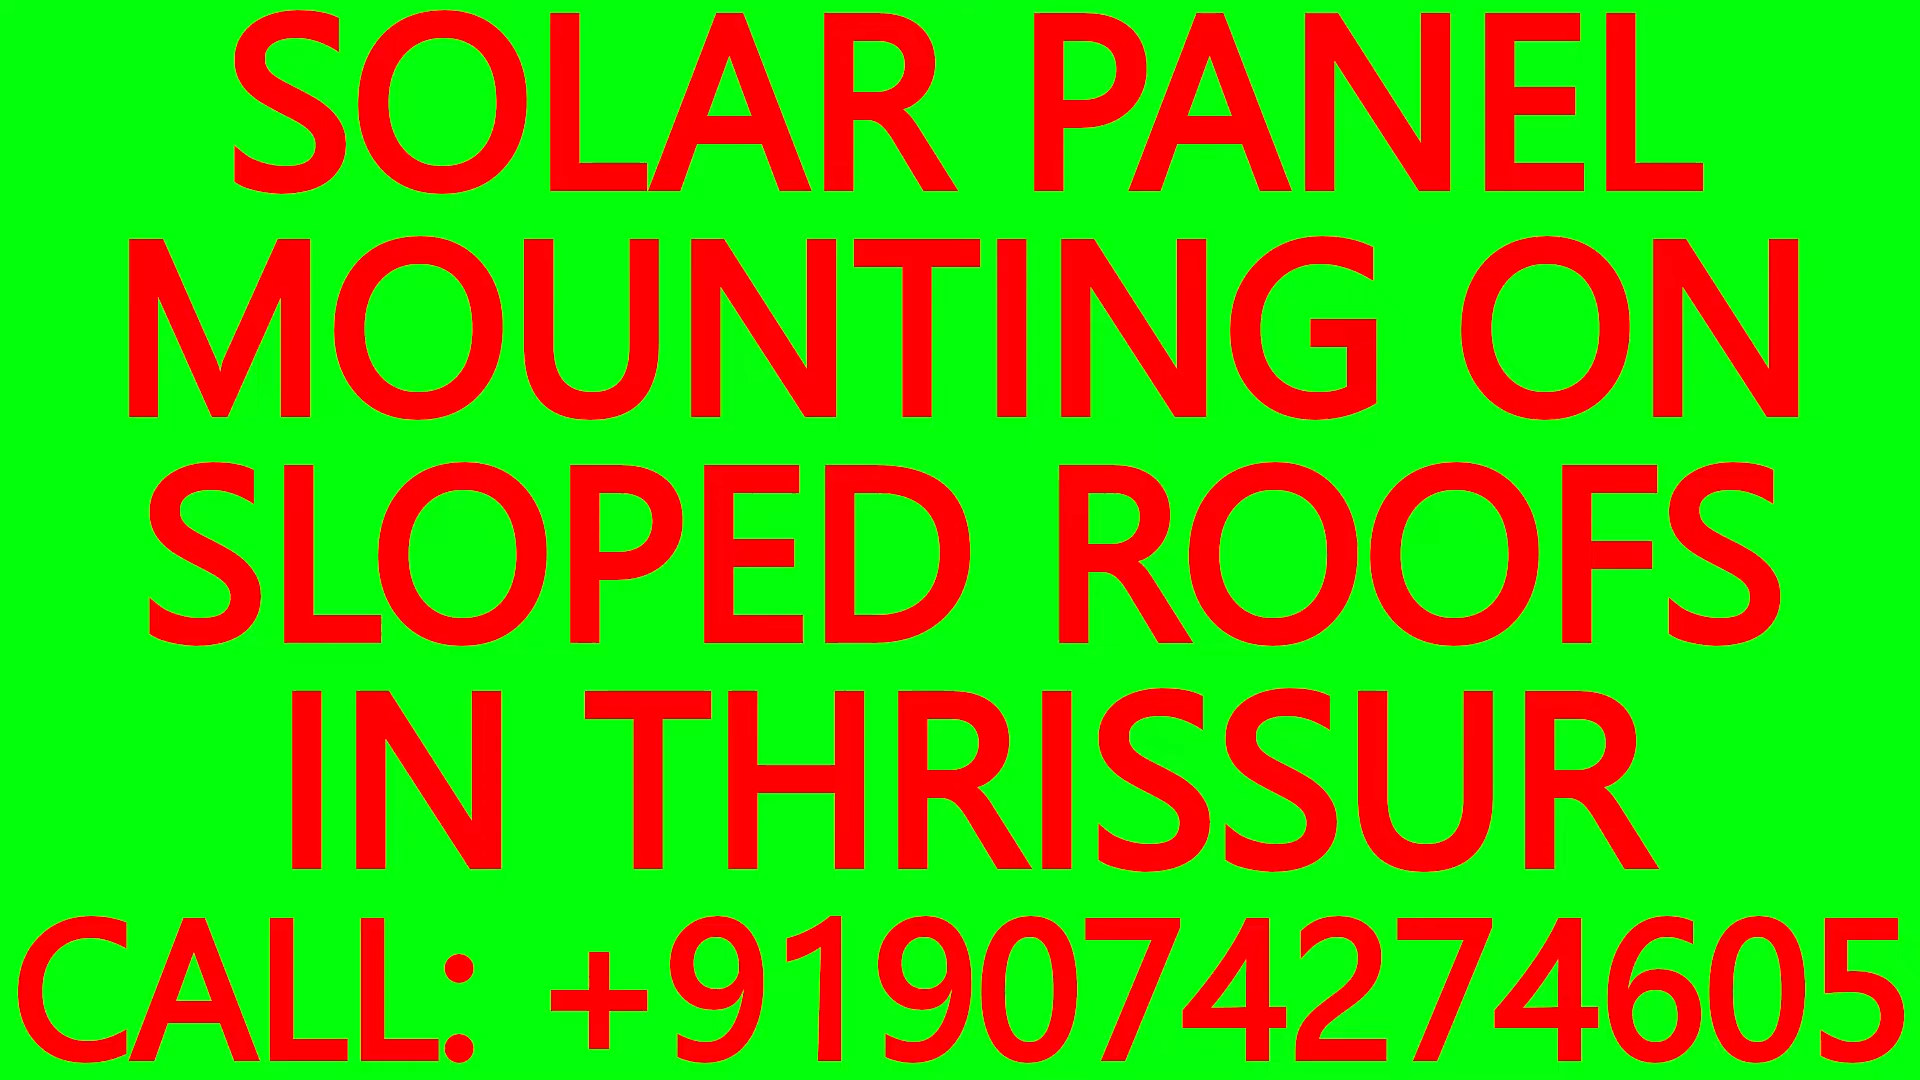 SOLAR PANEL
MOUNTING ON
SLOPED ROOFS
IN THRISSUR
CALL: +919074274605